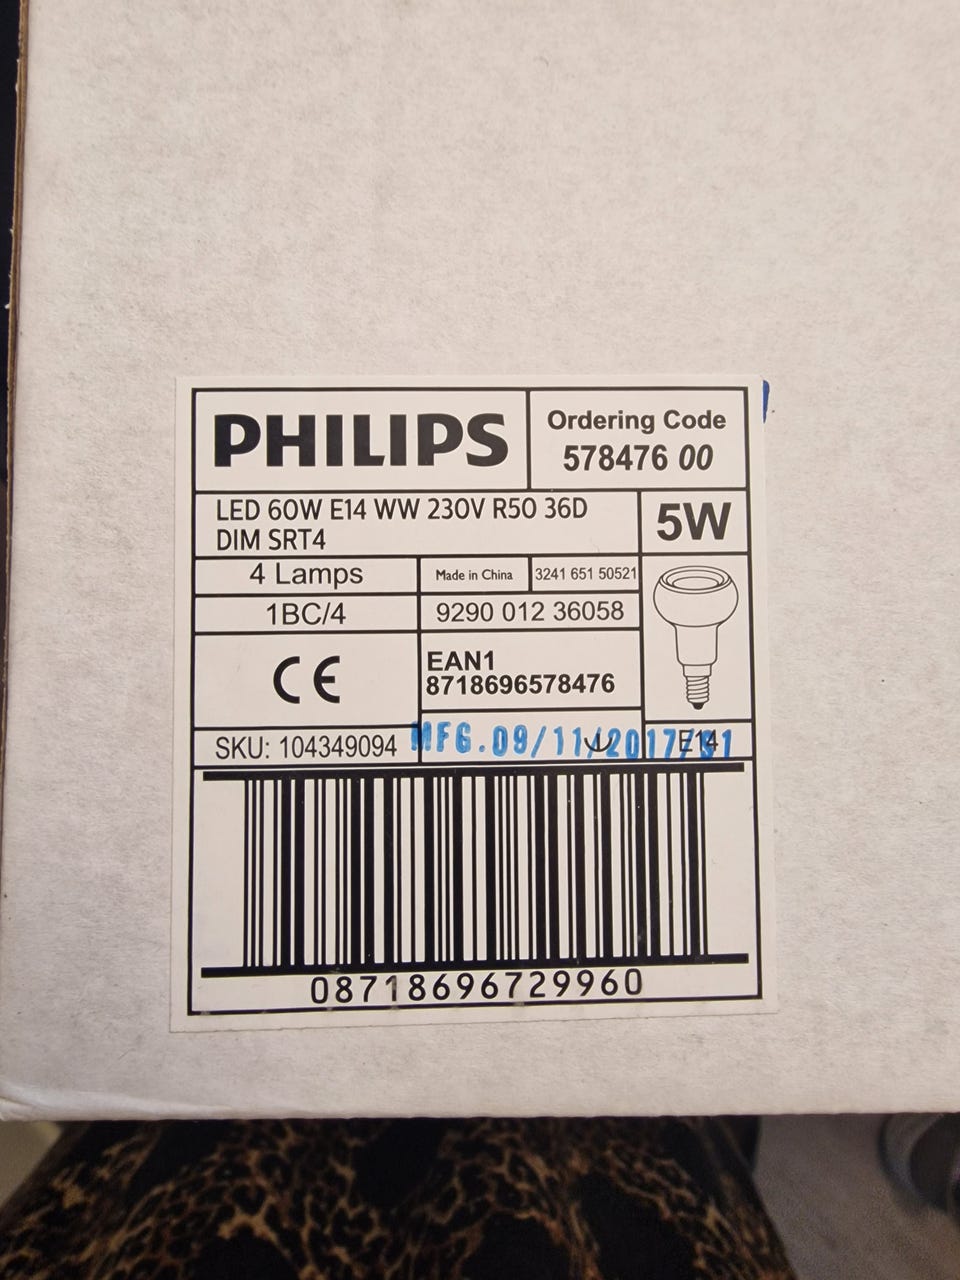 PHILIPS
Ordering Code
578476 00
LED 60W E14 WW 230V R50 36D
DIM SRT4
5W
4 Lamps
Made in China
3241 651 50521
1BC/4
9290 012 36058
CE
EAN1
8718696578476
SKU: 104349094
MFG.09/11/2017/
E14
08718696729960